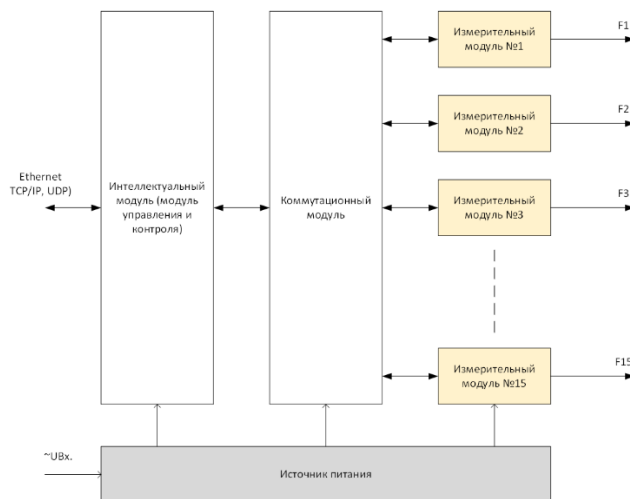 F1
Измерительный
модуль №1
F2
Измерительный
модуль №2
Ethernet
TCP/IP, UDP)
Интеллектуальный
модуль (модуль
управления и
контроля)
Коммутационный
модуль
F3
Измерительный
модуль №3
F15
Измерительный
модуль №15
~UВх.
Источник питания